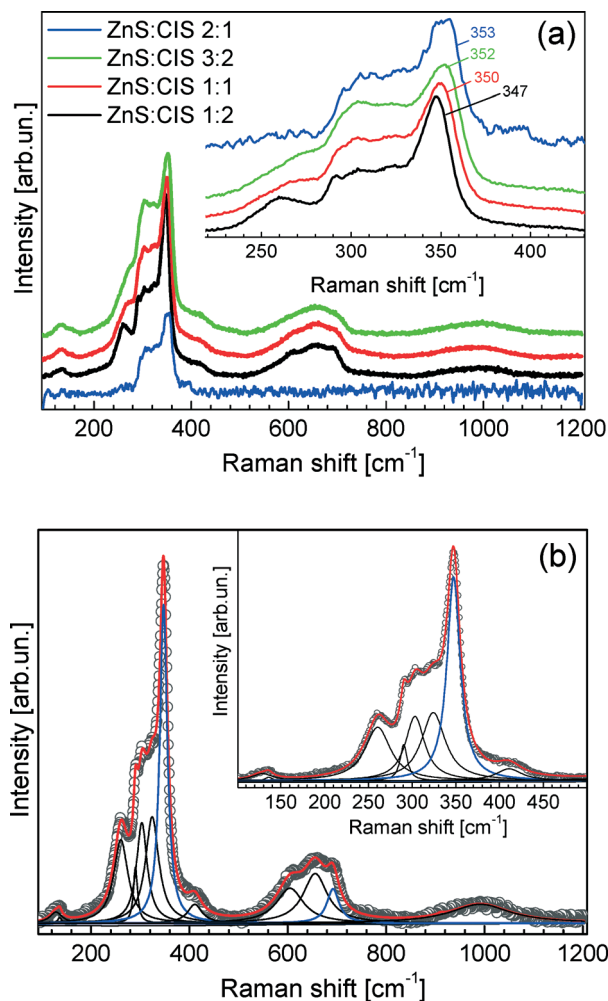 ZnS:CIS 2:1
ZnS:CIS 3:2
ZnS:CIS 1:1
ZnS:CIS 1:2
(a)
353
352
350
347
250 300 350 400
Raman shift [cm-1]
Intensity [arb.un.]
200 400 600 800 1000 1200
Raman shift [cm-1]
(b)
Intensity [arb.un.]
150 200 250 300 350 400 450
Raman shift [cm-1]
Intensity [arb.un.]
200 400 600 800 1000 1200
Raman shift [cm-1]